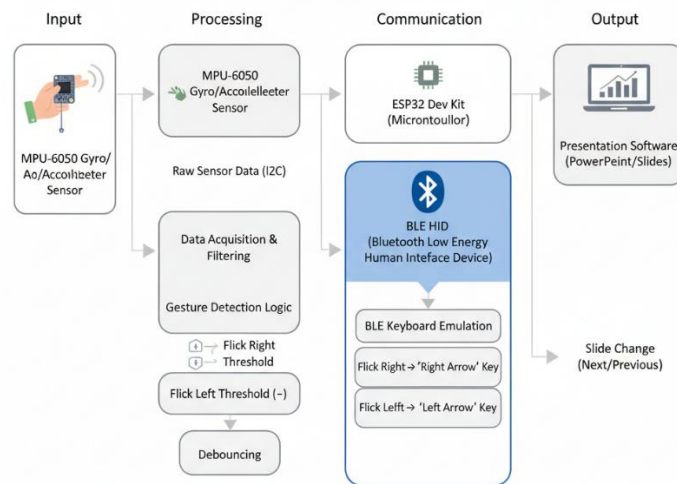 Input
Processing
Communication
Output
MPU-6050 Gyro/
Ao/Accoiıbeeter
Sensor
MPU-6050
Gyro/Accoilelleeter
Sensor
Raw Sensor Data (I2C)
Data Acquisition &
Filtering
Gesture Detection Logic
Flick Right
Threshold
Flick Left Threshold (–)
Debouncing
ESP32 Dev Kit
(Microntoullor)
BLE HID
(Bluetooth Low Energy
Human Inteface Device)
BLE Keyboard Emulation
Flick Right → 'Right Arrow' Key
Flick Leflt → 'Left Arrow' Key
Presentation Software
(PowerPeint/Slides)
Slide Change
(Next/Previous)